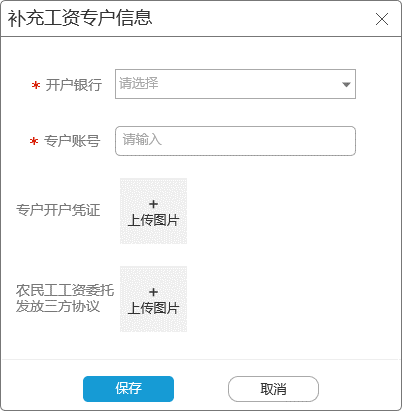 补充工资专户信息
* 开户银行 请选择
* 专户账号 请输入
专户开户凭证
+
上传图片
农民工工资委托
发放三方协议
+
上传图片
保存 取消